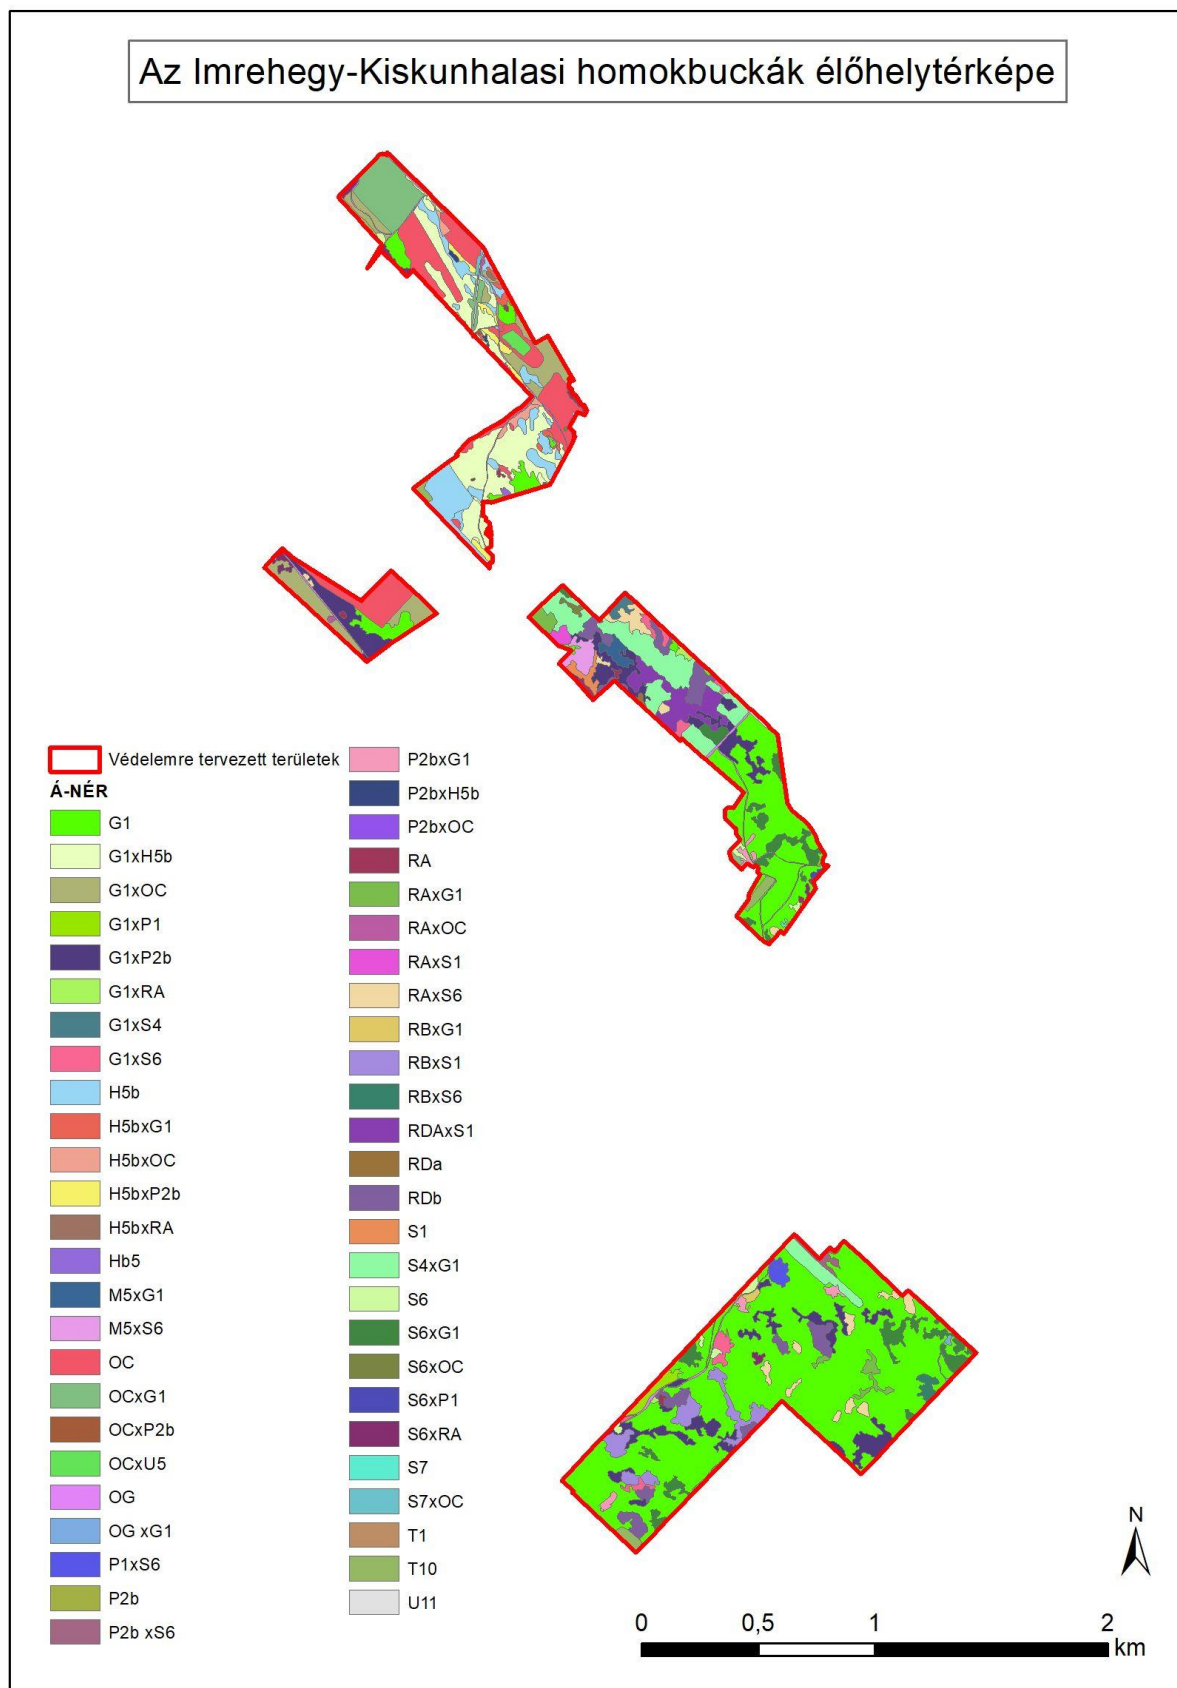 Az Imrehegy-Kiskunhalasi homokbuckák élőhelytérképe
Védelemre tervezett területek
Á-NÉR
G1
G1xH5b
G1xOC
G1xP1
G1xP2b
G1xRA
G1xS4
G1xS6
H5b
H5bxG1
H5bxOC
H5bxP2b
H5bxRA
Hb5
M5xG1
M5xS6
OC
OCxG1
OCxP2b
OCxU5
OG
OG xG1
P1xS6
P2b
P2b xS6
P2bxG1
P2bxH5b
P2bxOC
RA
RAxG1
RAxOC
RAxS1
RAxS6
RBxG1
RBxS1
RBxS6
RDAxS1
RDa
RDb
S1
S4xG1
S6
S6xG1
S6xOC
S6xP1
S6xRA
S7
S7xOC
T1
T10
U11
N
0 0,5 1 2
km